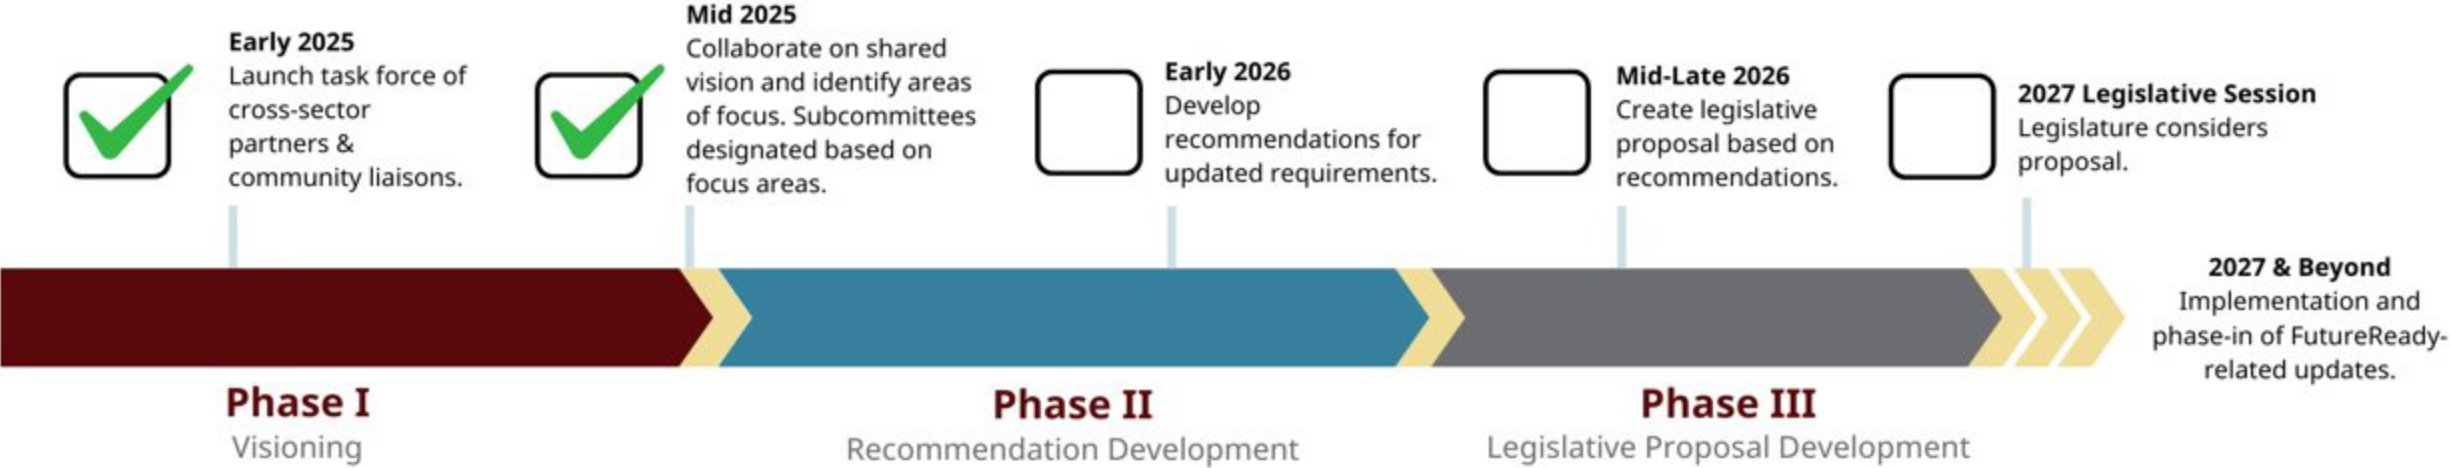 Early 2025
Launch task force of
cross-sector
partners &
community liaisons.
Mid 2025
Collaborate on shared
vision and identify areas
of focus. Subcommittees
designated based on
focus areas.
Early 2026
Develop
recommendations for
updated requirements.
Mid-Late 2026
Create legislative
proposal based on
recommendations.
2027 Legislative Session
Legislature considers
proposal.
2027 & Beyond
Implementation and
phase-in of FutureReady-
related updates.
Phase I
Visioning
Phase II
Recommendation Development
Phase III
Legislative Proposal Development